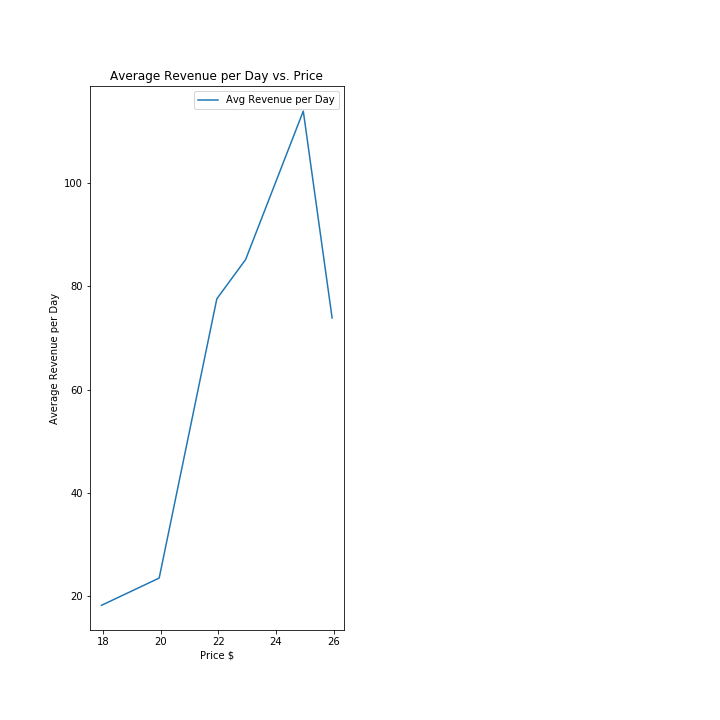 Average Revenue per Day vs. Price
Avg Revenue per Day
Average Revenue per Day
100
80
60
40
20
18 20 22 24 26
Price $